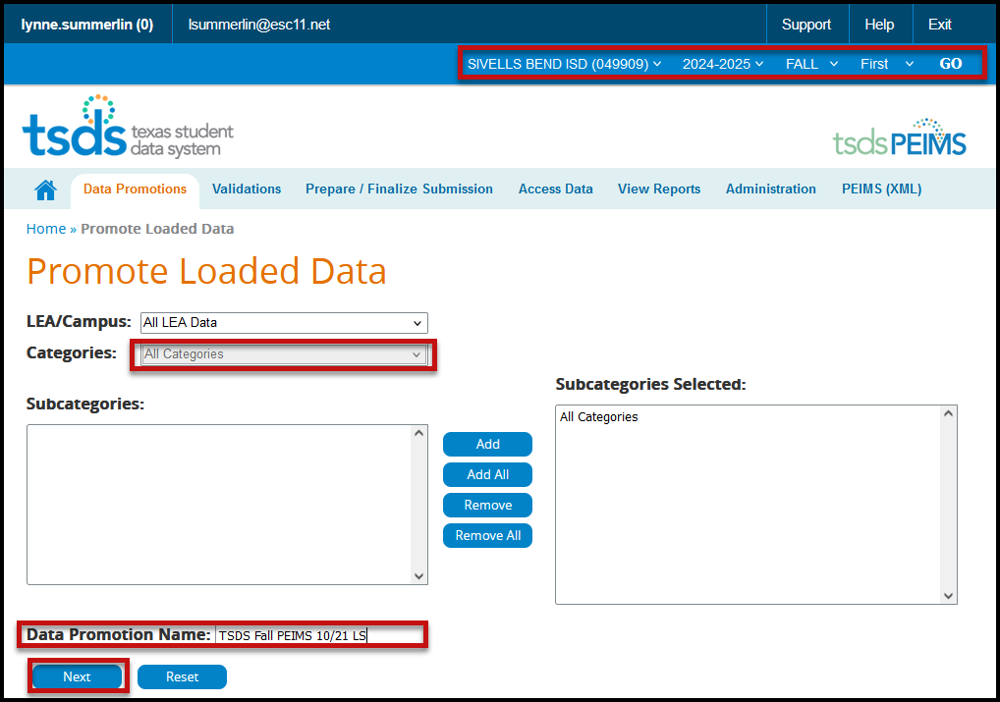 lynne.summerlin (0) lsummerlin@esc11.net Support Help Exit
SIVELLS BEND ISD (049909) 2024-2025 FALL First GO
tsds texas student data system
tsds PEIMS
Data Promotions Validations Prepare / Finalize Submission Access Data View Reports Administration PEIMS (XML)
Home » Promote Loaded Data
Promote Loaded Data
LEA/Campus: All LEA Data
Categories: All Categories
Subcategories:
Add
Add All
Remove
Remove All
Subcategories Selected:
All Categories
Data Promotion Name: TSDS Fall PEIMS 10/21 LS
Next Reset